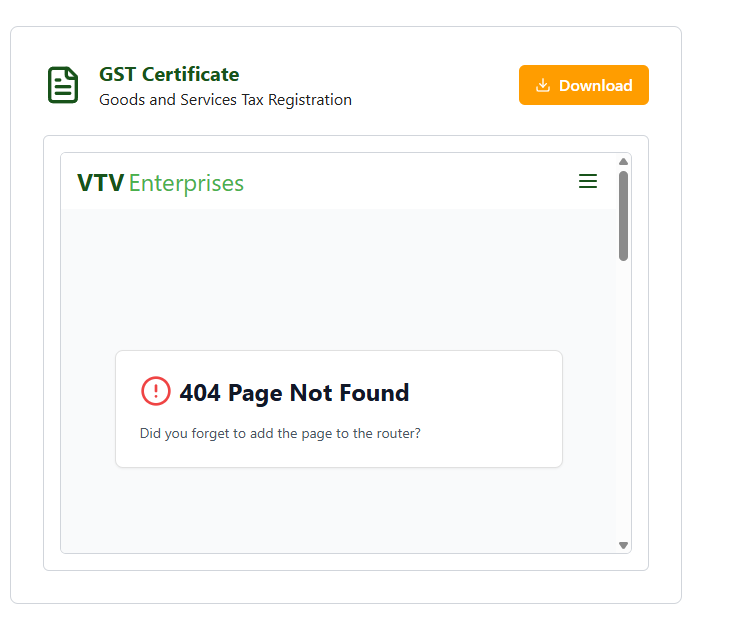 GST Certificate
Goods and Services Tax Registration
Download
VTV Enterprises
404 Page Not Found
Did you forget to add the page to the router?